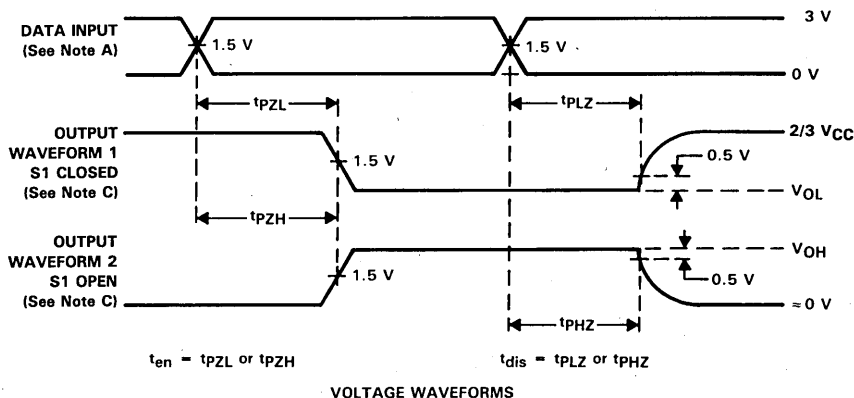 DATA INPUT
(See Note A)
1.5 V
1.5 V
3 V
0 V
tPZL
tPLZ
OUTPUT
WAVEFORM 1
S1 CLOSED
(See Note C)
1.5 V
2/3 VCC
0.5 V
VOL
tPZH
OUTPUT
WAVEFORM 2
S1 OPEN
(See Note C)
1.5 V
VOH
0.5 V
≈ 0 V
tPHZ
ten = tPZL or tPZH
tdis = tPLZ or tPHZ
VOLTAGE WAVEFORMS